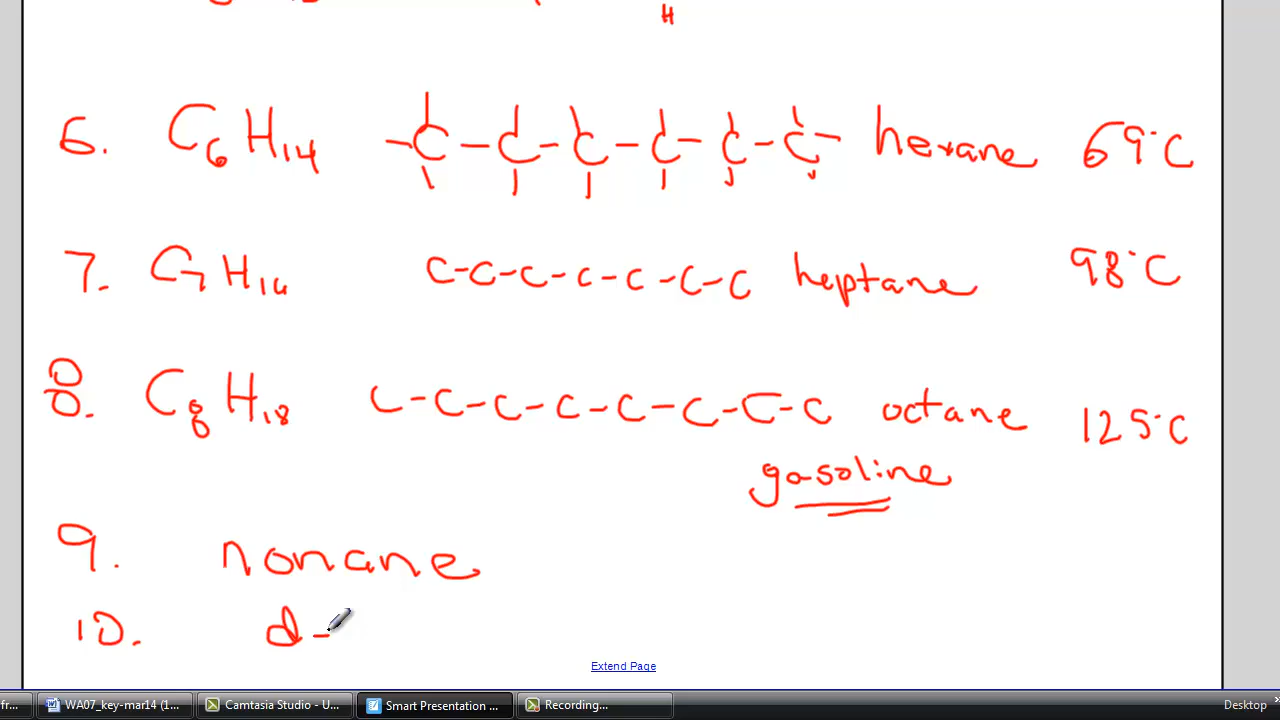 H
6. C6H14 -C-C-C-C-C-C- hexane 69°C
7. C7H16 C-C-C-C-C-C-C heptane 98°C
8. C8H18 C-C-C-C-C-C-C-C octane 125°C
gasoline
9. nonane
10. d
Extend Page
fr... WA07_key-mar14 (1... Camtasia Studio - U... Smart Presentation ... Recording... Desktop